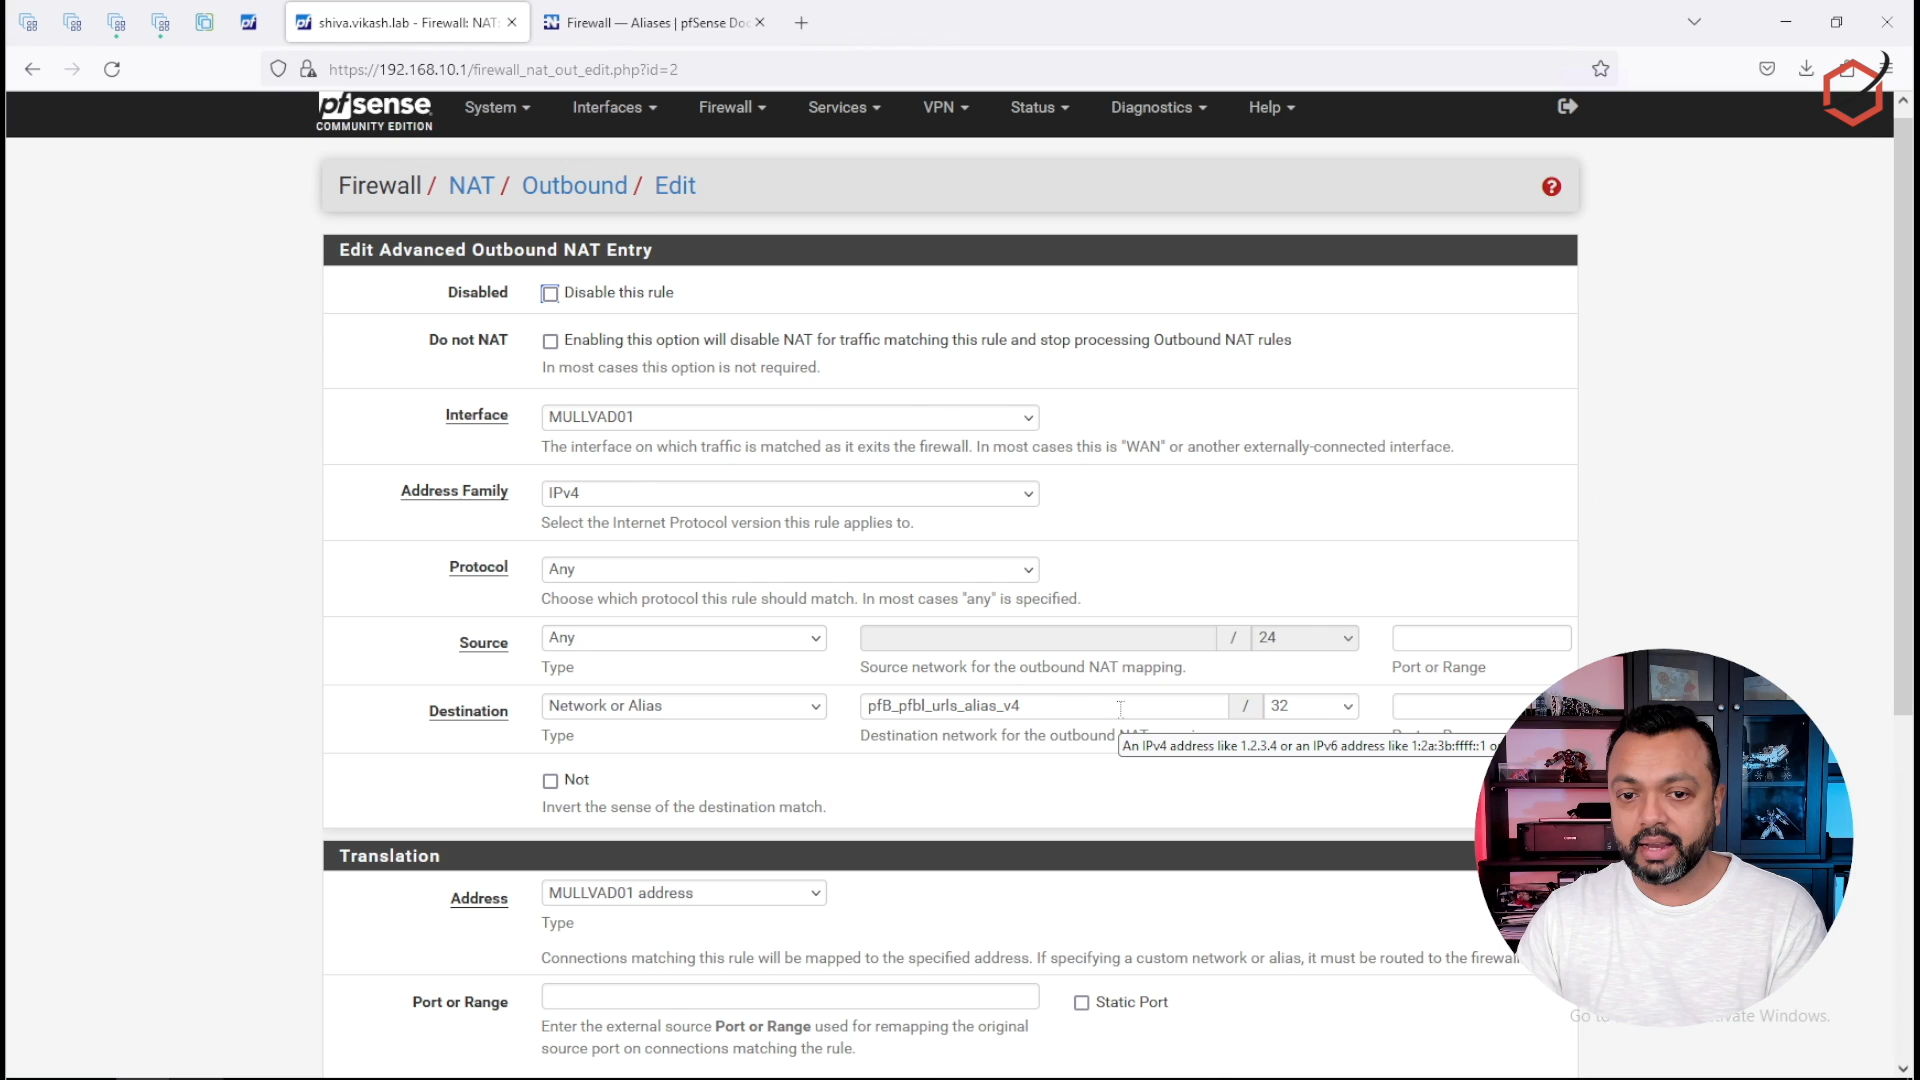 shiva.vikash.lab - Firewall: NAT:
Firewall — Aliases | pfSense Doc
https://192.168.10.1/firewall_nat_out_edit.php?id=2
pfsense
COMMUNITY EDITION
System
Interfaces
Firewall
Services
VPN
Status
Diagnostics
Help
Firewall / NAT / Outbound / Edit
Edit Advanced Outbound NAT Entry
Disabled
Disable this rule
Do not NAT
Enabling this option will disable NAT for traffic matching this rule and stop processing Outbound NAT rules
In most cases this option is not required.
Interface
MULLVAD01
The interface on which traffic is matched as it exits the firewall. In most cases this is "WAN" or another externally-connected interface.
Address Family
IPv4
Select the Internet Protocol version this rule applies to.
Protocol
Any
Choose which protocol this rule should match. In most cases "any" is specified.
Source
Any
/ 24
Type
Source network for the outbound NAT mapping.
Port or Range
Destination
Network or Alias
pfB_pfbl_urls_alias_v4
/ 32
Type
Destination network for the outbound
An IPv4 address like 1.2.3.4 or an IPv6 address like 1:2a:3b:ffff::1 o
Not
Invert the sense of the destination match.
Translation
Address
MULLVAD01 address
Type
Connections matching this rule will be mapped to the specified address. If specifying a custom network or alias, it must be routed to the firewal
Port or Range
Static Port
Enter the external source Port or Range used for remapping the original
source port on connections matching the rule.
Go to
vate Windows.